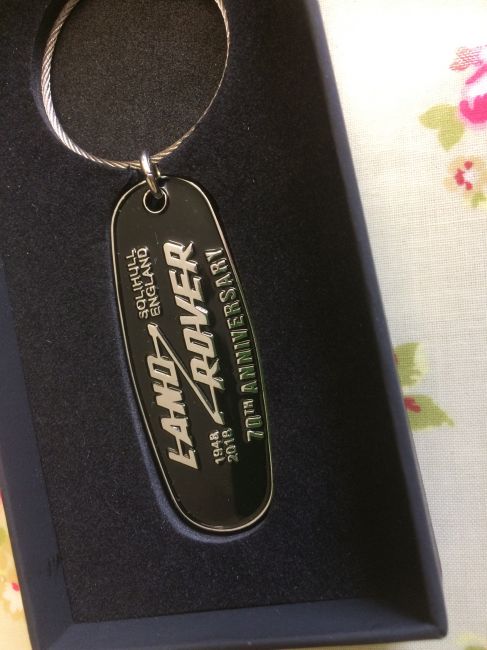 SOLIHULL
ENGLAND
LAND
ROVER
1948
2018
70TH ANNIVERSARY